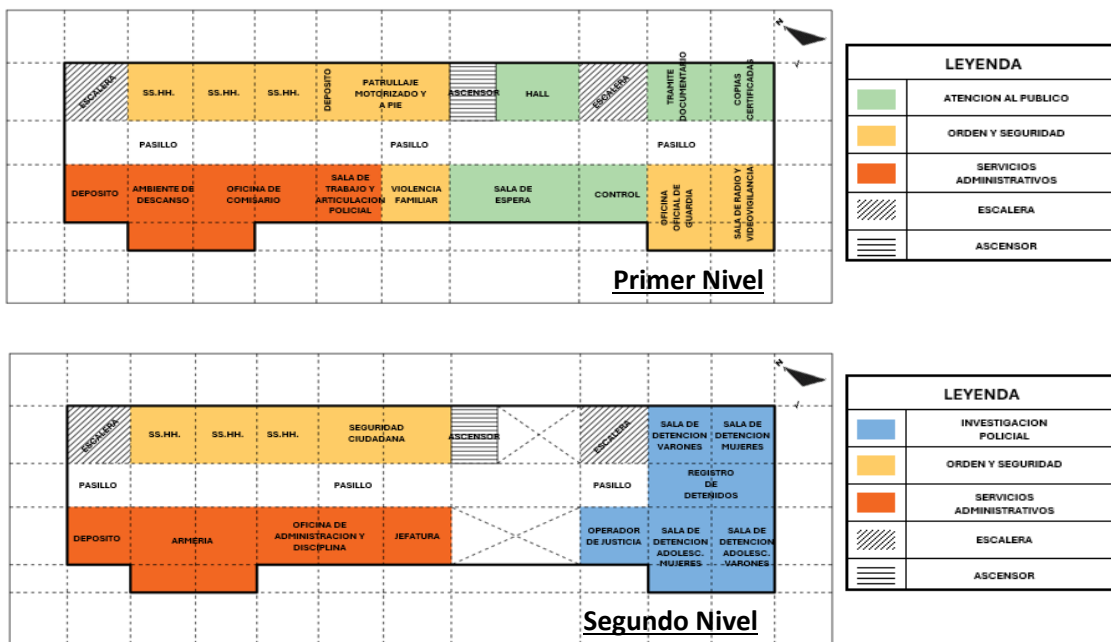 N
ESCALERA
SS.HH.
SS.HH.
SS.HH.
DEPOSITO
PATRULLAJE
MOTORIZADO Y
A PIE
ASCENSOR
HALL
ESCALERA
TRAMITE
DOCUMENTARIO
COPIAS
CERTIFICADAS
PASILLO
PASILLO
PASILLO
DEPOSITO
AMBIENTE DE
DESCANSO
OFICINA DE
COMISARIO
SALA DE
TRABAJO Y
ARTICULACION
POLICIAL
VIOLENCIA
FAMILIAR
SALA DE
ESPERA
CONTROL
OFICINA
OFICIAL DE
GUARDIA
SALA DE RADIO Y
VIDEOVIGILANCIA
Primer Nivel
LEYENDA
ATENCION AL PUBLICO
ORDEN Y SEGURIDAD
SERVICIOS
ADMINISTRATIVOS
ESCALERA
ASCENSOR
N
ESCALERA
SS.HH.
SS.HH.
SS.HH.
SEGURIDAD
CIUDADANA
ASCENSOR
ESCALERA
SALA DE
DETENCION
VARONES
SALA DE
DETENCION
MUJERES
PASILLO
PASILLO
PASILLO
REGISTRO
DE
DETEÑIDOS
DEPOSITO
ARMERIA
OFICINA DE
ADMINISTRACION Y
DISCIPLINA
JEFATURA
OPERADOR
DE JUSTICIA
SALA DE
DETENCION
ADOLESC.
MUJERES
SALA DE
DETENCION
ADOLESC.
VARONES
Segundo Nivel
LEYENDA
INVESTIGACION
POLICIAL
ORDEN Y SEGURIDAD
SERVICIOS
ADMINISTRATIVOS
ESCALERA
ASCENSOR